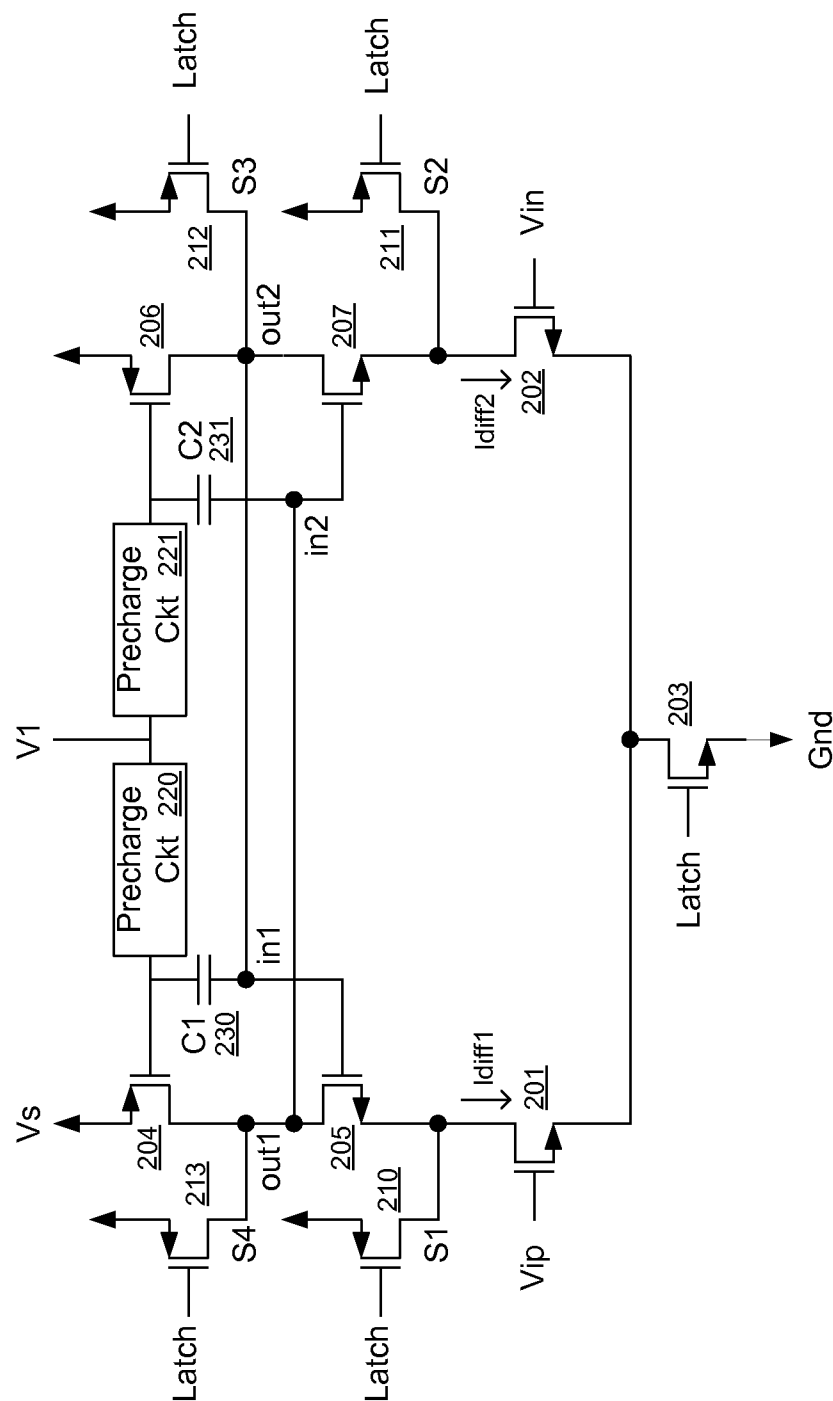 Latch
Latch
S3
S2
212
211
Vin
206
out2
207
Idiff2
202
C2
231
in2
Precharge
Ckt 221
V1
203
Gnd
Precharge
Ckt 220
Latch
in1
C1
230
Idiff1
201
Vs
204
213
out1
205
210
S4
S1
Vip
Latch
Latch